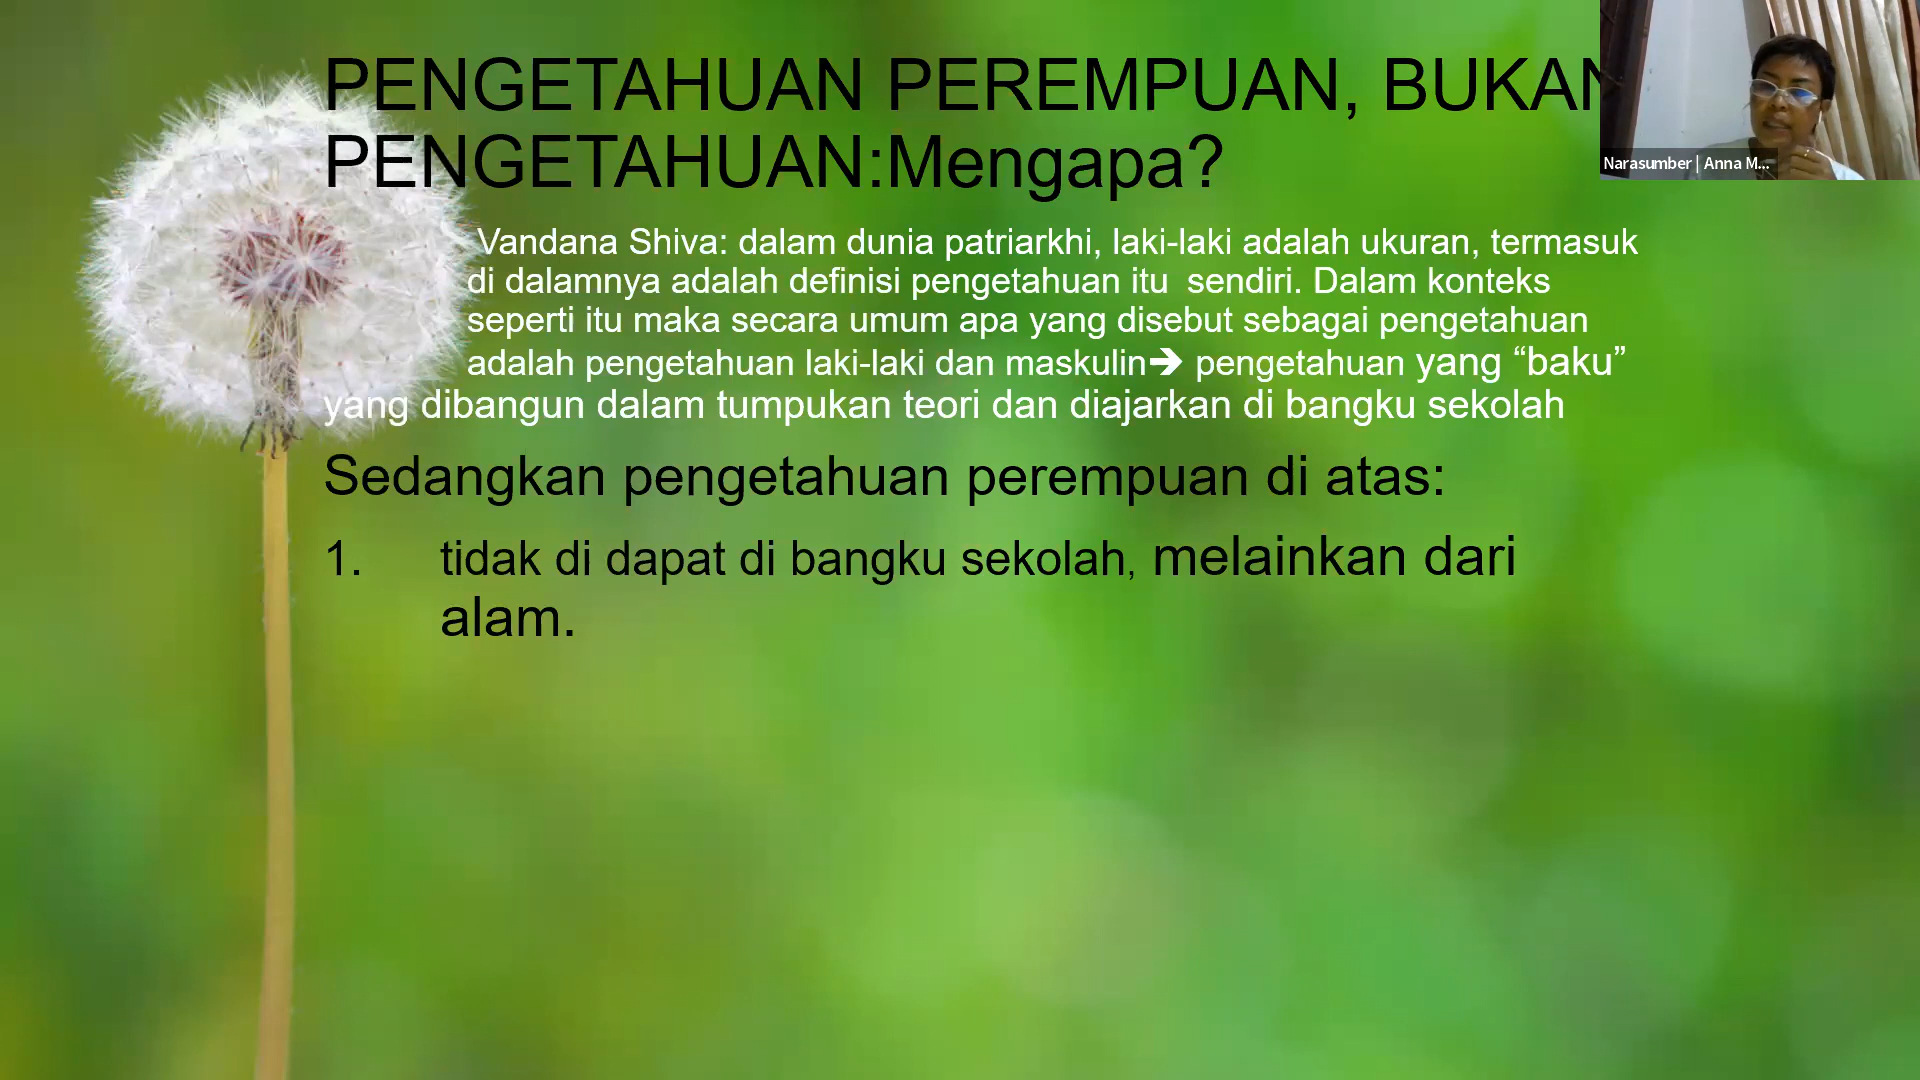 PENGETAHUAN PEREMPUAN, BUKAN
PENGETAHUAN:Mengapa?
Narasumber | Anna M...
Vandana Shiva: dalam dunia patriarkhi, laki-laki adalah ukuran, termasuk
di dalamnya adalah definisi pengetahuan itu  sendiri. Dalam konteks
seperti itu maka secara umum apa yang disebut sebagai pengetahuan
adalah pengetahuan laki-laki dan maskulin➔ pengetahuan yang “baku”
yang dibangun dalam tumpukan teori dan diajarkan di bangku sekolah
Sedangkan pengetahuan perempuan di atas:
1. tidak di dapat di bangku sekolah, melainkan dari
alam.